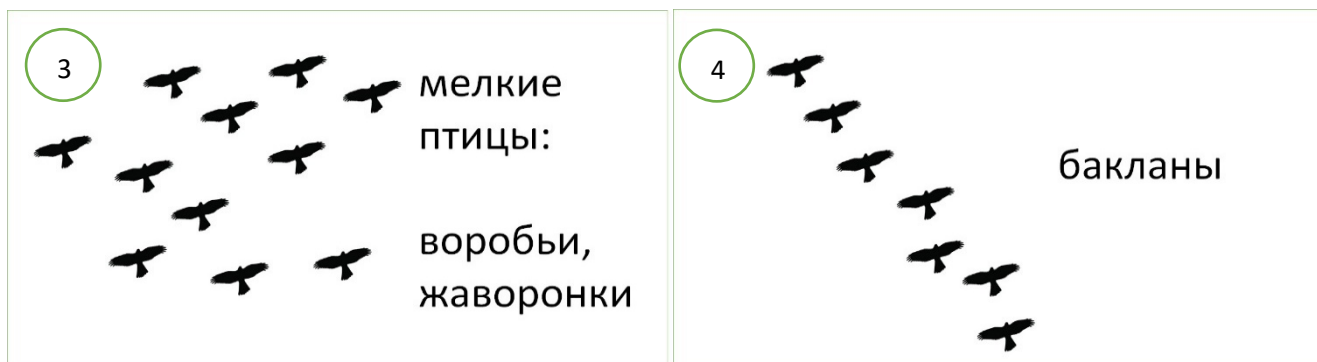 3
мелкие
птицы:
воробьи,
жаворонки
4
бакланы